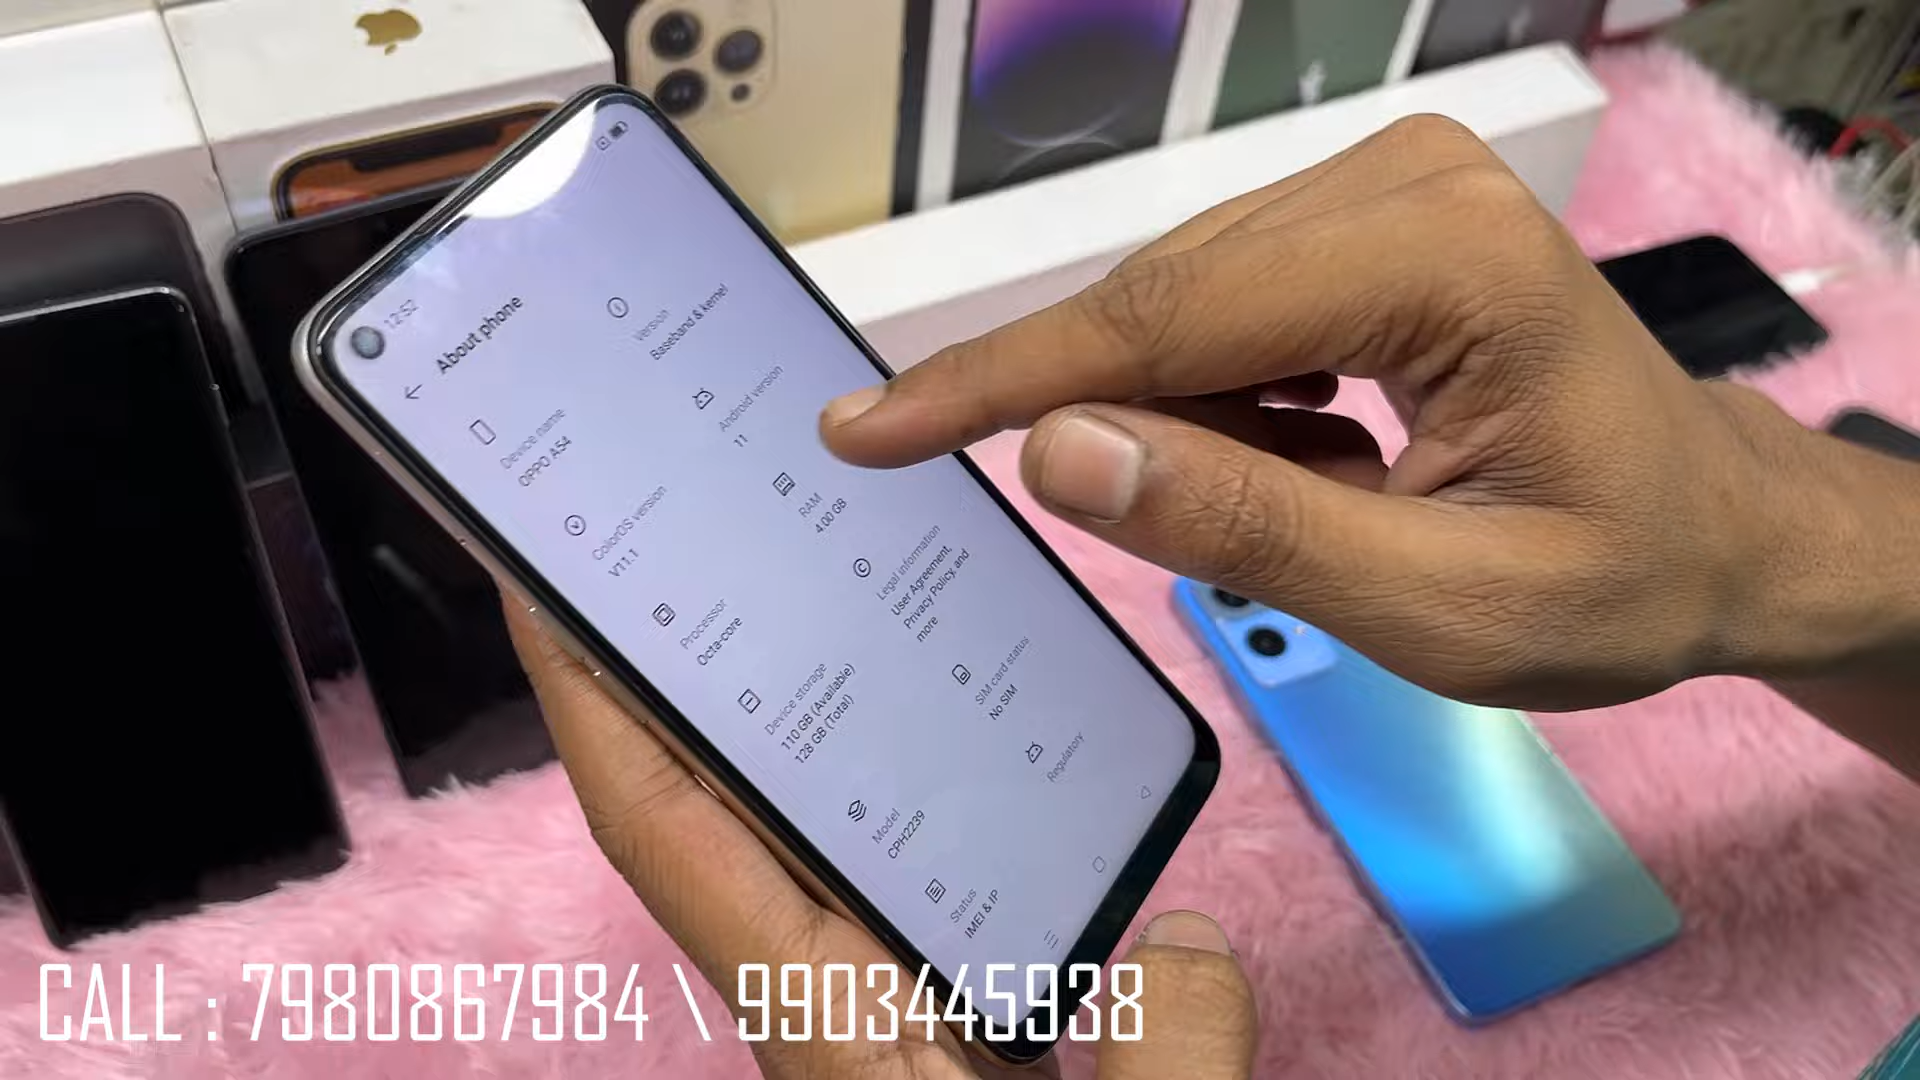 12:52
About phone
Device name
OPPO A54
Version
Baseband & kernel
ColorOS version
V11.1
Android version
11
Processor
Octa-core
RAM
4.00 GB
Device storage
110 GB (Available)
128 GB (Total)
Legal information
User Agreement,
Privacy Policy, and
more
Model
CPH2239
SIM card status
No SIM
Status
IMEI & IP
Regulatory
CALL : 7980867984 \ 9903445938